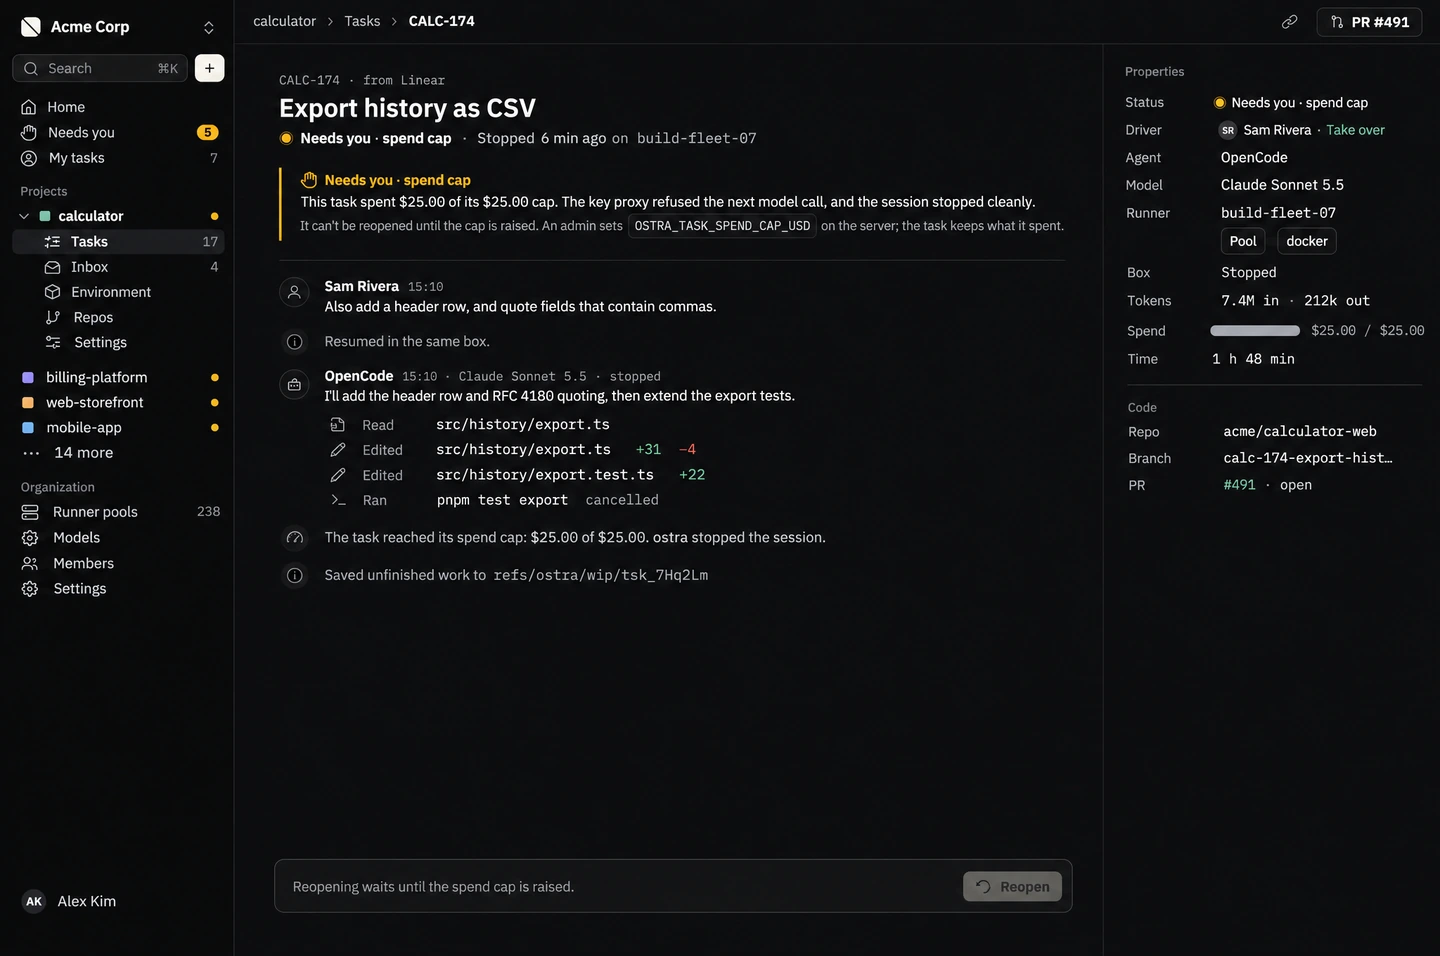 Acme Corp
Search ⌘K +
Home
Needs you 5
My tasks 7
Projects
calculator
Tasks 17
Inbox 4
Environment
Repos
Settings
billing-platform
web-storefront
mobile-app
14 more
Organization
Runner pools 238
Models
Members
Settings
AK Alex Kim
calculator > Tasks > CALC-174
PR #491
CALC-174 · from Linear
Export history as CSV
Needs you · spend cap · Stopped 6 min ago on build-fleet-07
Needs you · spend cap
This task spent $25.00 of its $25.00 cap. The key proxy refused the next model call, and the session stopped cleanly.
It can't be reopened until the cap is raised. An admin sets OSTRA_TASK_SPEND_CAP_USD on the server; the task keeps what it spent.
Sam Rivera 15:10
Also add a header row, and quote fields that contain commas.
Resumed in the same box.
OpenCode 15:10 · Claude Sonnet 5.5 · stopped
I'll add the header row and RFC 4180 quoting, then extend the export tests.
Read src/history/export.ts
Edited src/history/export.ts +31 −4
Edited src/history/export.test.ts +22
Ran pnpm test export cancelled
The task reached its spend cap: $25.00 of $25.00. ostra stopped the session.
Saved unfinished work to refs/ostra/wip/tsk_7Hq2Lm
Reopening waits until the spend cap is raised.
Reopen
Properties
Status Needs you · spend cap
Driver SR Sam Rivera · Take over
Agent OpenCode
Model Claude Sonnet 5.5
Runner build-fleet-07
Pool docker
Box Stopped
Tokens 7.4M in · 212k out
Spend $25.00 / $25.00
Time 1 h 48 min
Code
Repo acme/calculator-web
Branch calc-174-export-hist…
PR #491 · open